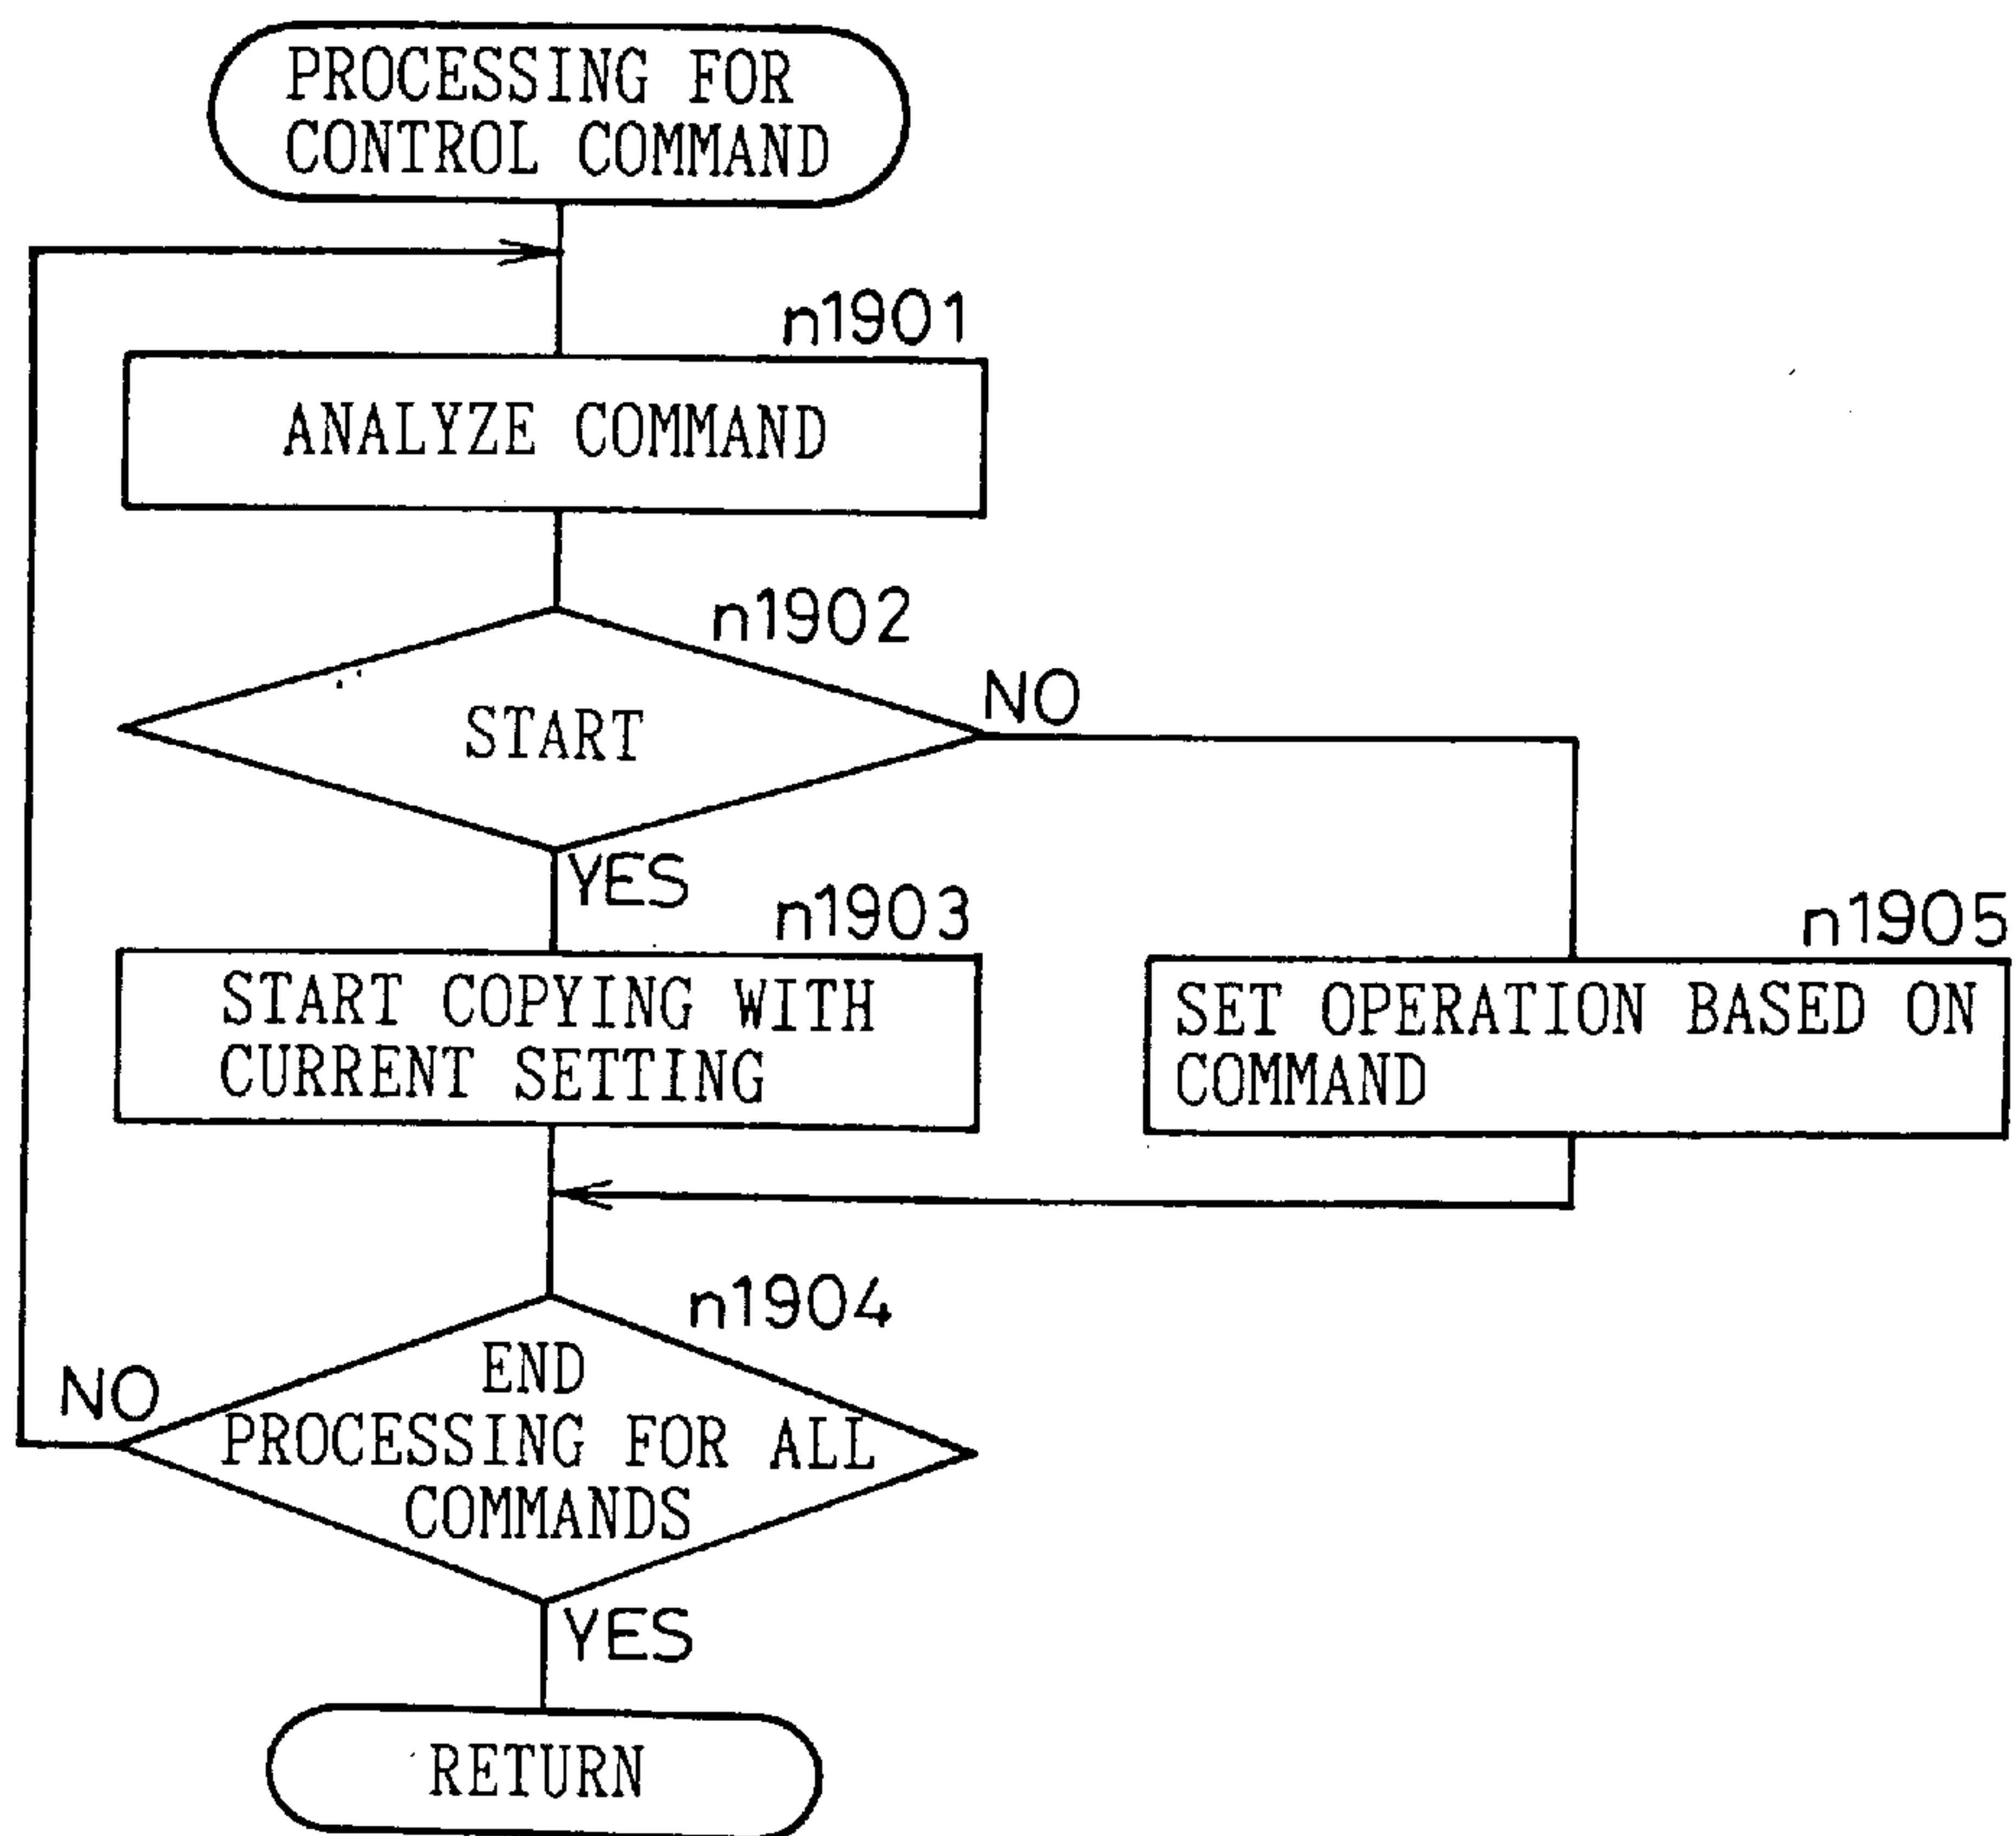 PROCESSING FOR
CONTROL COMMAND
n1901
ANALYZE COMMAND
n1902
START
NO
YES
n1903
START COPYING WITH
CURRENT SETTING
n1905
SET OPERATION BASED ON
COMMAND
n1904
END
PROCESSING FOR ALL
COMMANDS
NO
YES
RETURN